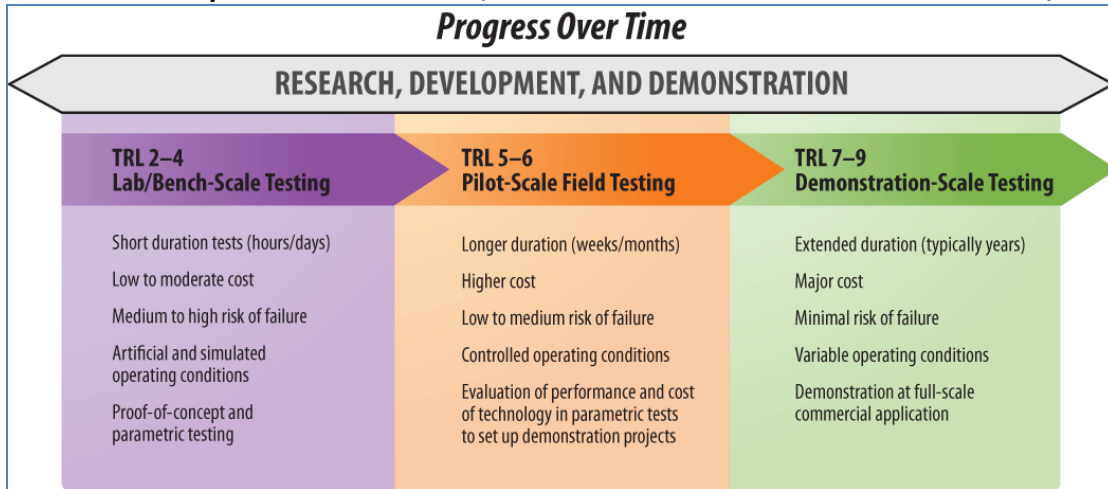 Progress Over Time
RESEARCH, DEVELOPMENT, AND DEMONSTRATION
TRL 2–4
Lab/Bench-Scale Testing
Short duration tests (hours/days)
Low to moderate cost
Medium to high risk of failure
Artificial and simulated
operating conditions
Proof-of-concept and
parametric testing
TRL 5–6
Pilot-Scale Field Testing
Longer duration (weeks/months)
Higher cost
Low to medium risk of failure
Controlled operating conditions
Evaluation of performance and cost
of technology in parametric tests
to set up demonstration projects
TRL 7–9
Demonstration-Scale Testing
Extended duration (typically years)
Major cost
Minimal risk of failure
Variable operating conditions
Demonstration at full-scale
commercial application